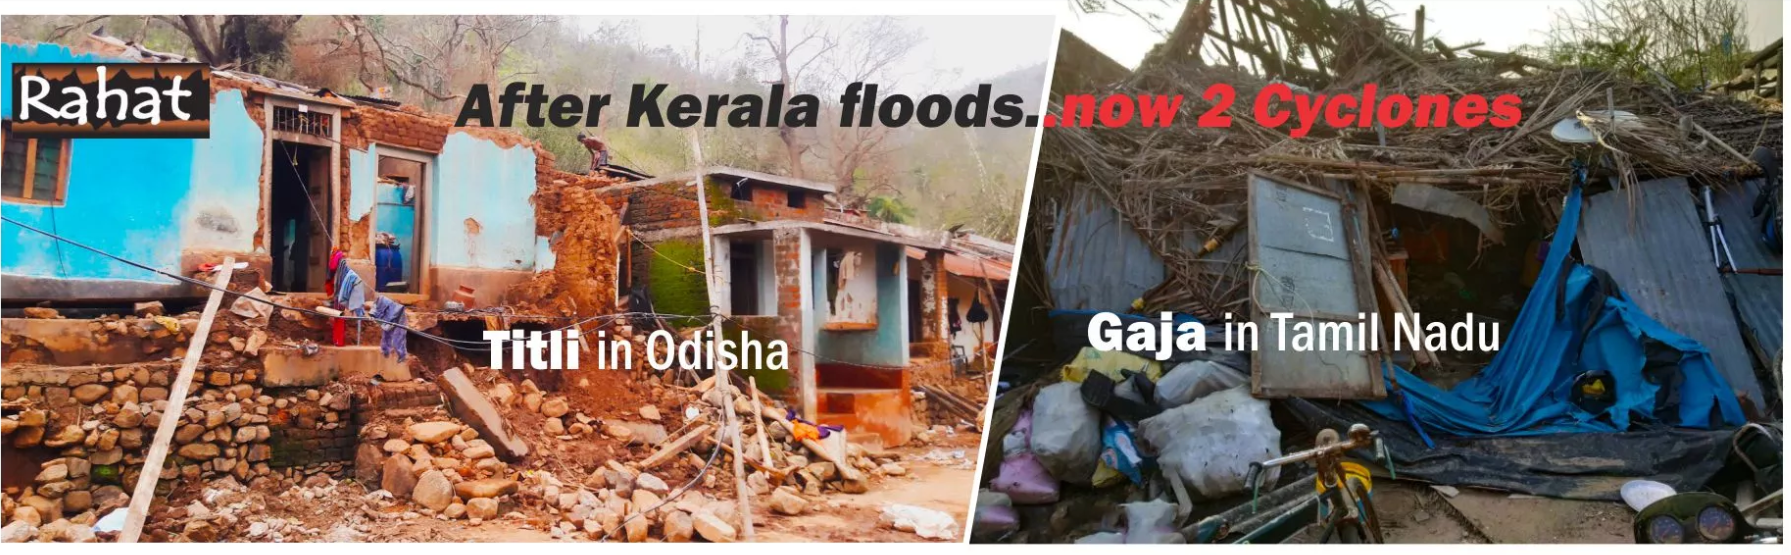 Rahat
After Kerala floods...now 2 Cyclones
Titli in Odisha
Gaja in Tamil Nadu